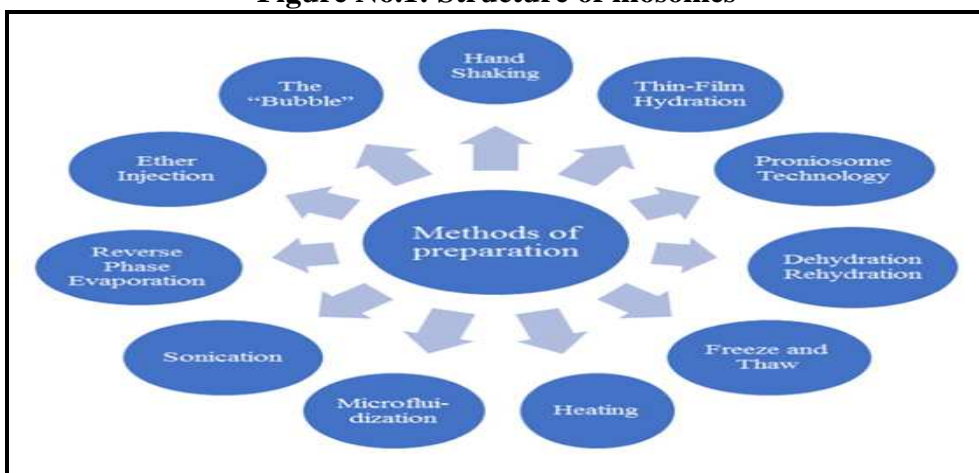 Figure No.1: Structure of niosomes
Hand
Shaking
Thin-Film
Hydration
Proniosome
Technology
Dehydration
Rehydration
Freeze and
Thaw
Heating
Microflui-
dization
Sonication
Reverse
Phase
Evaporation
Ether
Injection
The
“Bubble”
Methods of
preparation